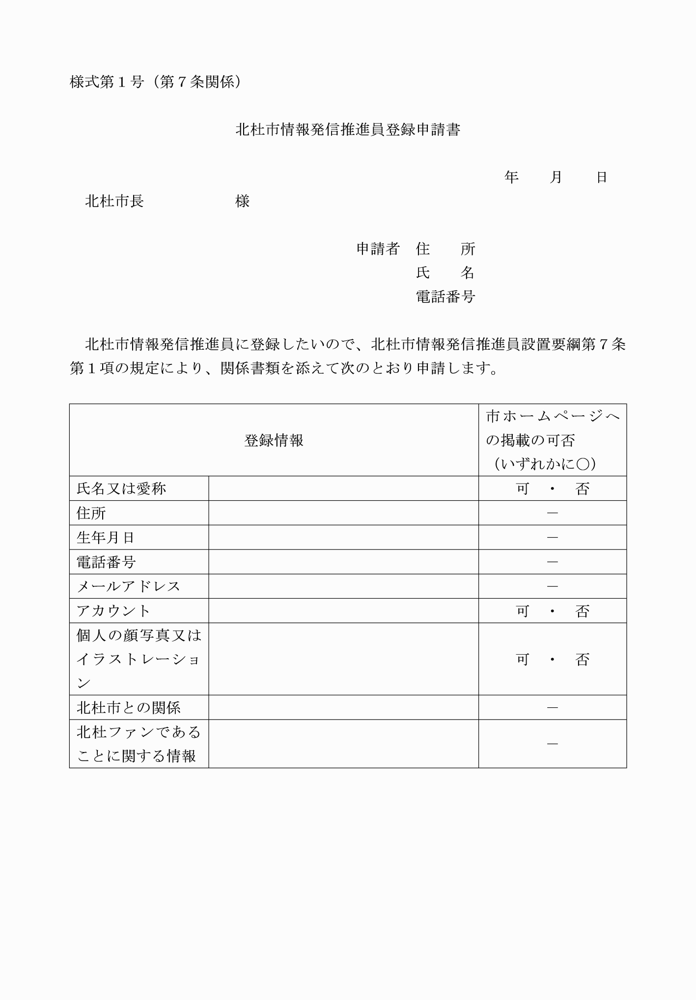 様式第１号（第７条関係）
北杜市情報発信推進員登録申請書
年　　月　　日
北杜市長　　　　　　様
申請者　住　　所
氏　　名
電話番号
　北杜市情報発信推進員に登録したいので、北杜市情報発信推進員設置要綱第７条
第１項の規定により、関係書類を添えて次のとおり申請します。
登録情報
市ホームページへ
の掲載の可否
（いずれかに〇）
氏名又は愛称　可　・　否
住所　－
生年月日　－
電話番号　－
メールアドレス　－
アカウント　可　・　否
個人の顔写真又は
イラストレーショ　可　・　否
ン
北杜市との関係　－
北杜ファンである
ことに関する情報　－